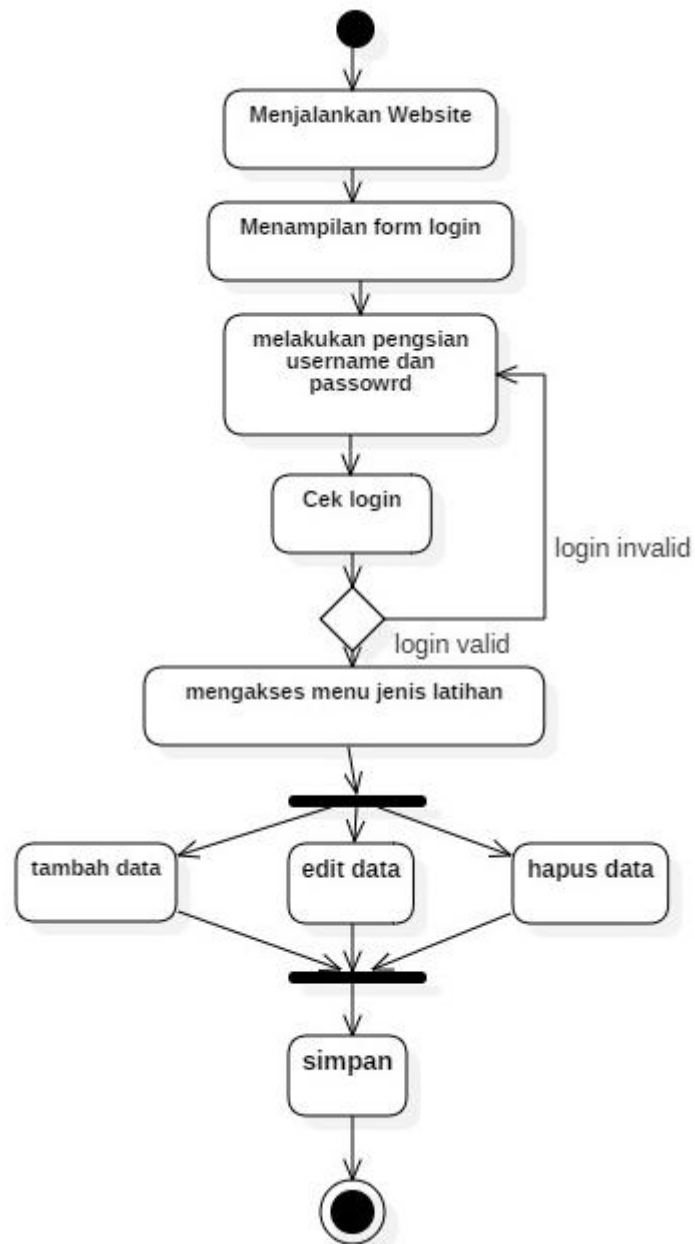 Menjalankan Website
Menampilan form login
melakukan pengsian
username dan
passowrd
Cek login
login invalid
login valid
mengakses menu jenis latihan
tambah data
edit data
hapus data
simpan